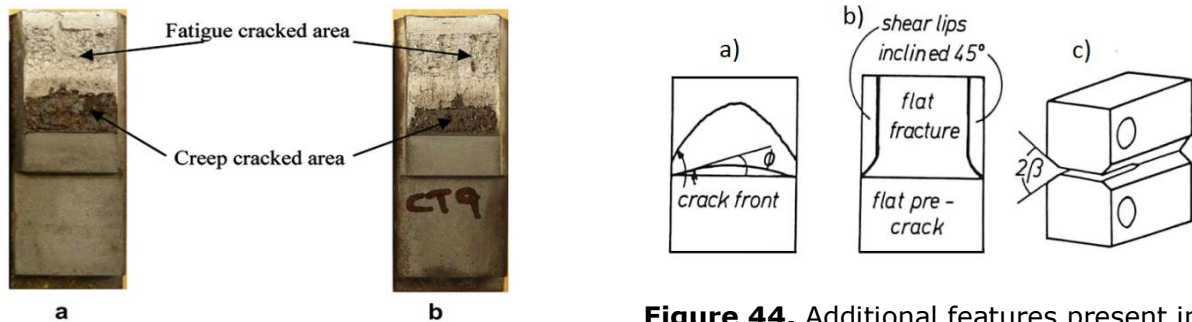 Fatigue cracked area
Creep cracked area
CT9
a
b
a)
crack front
ϕ
b)
shear lips
inclined 45°
flat
fracture
flat pre-
crack
c)
2β
Figure 44. Additional features present in